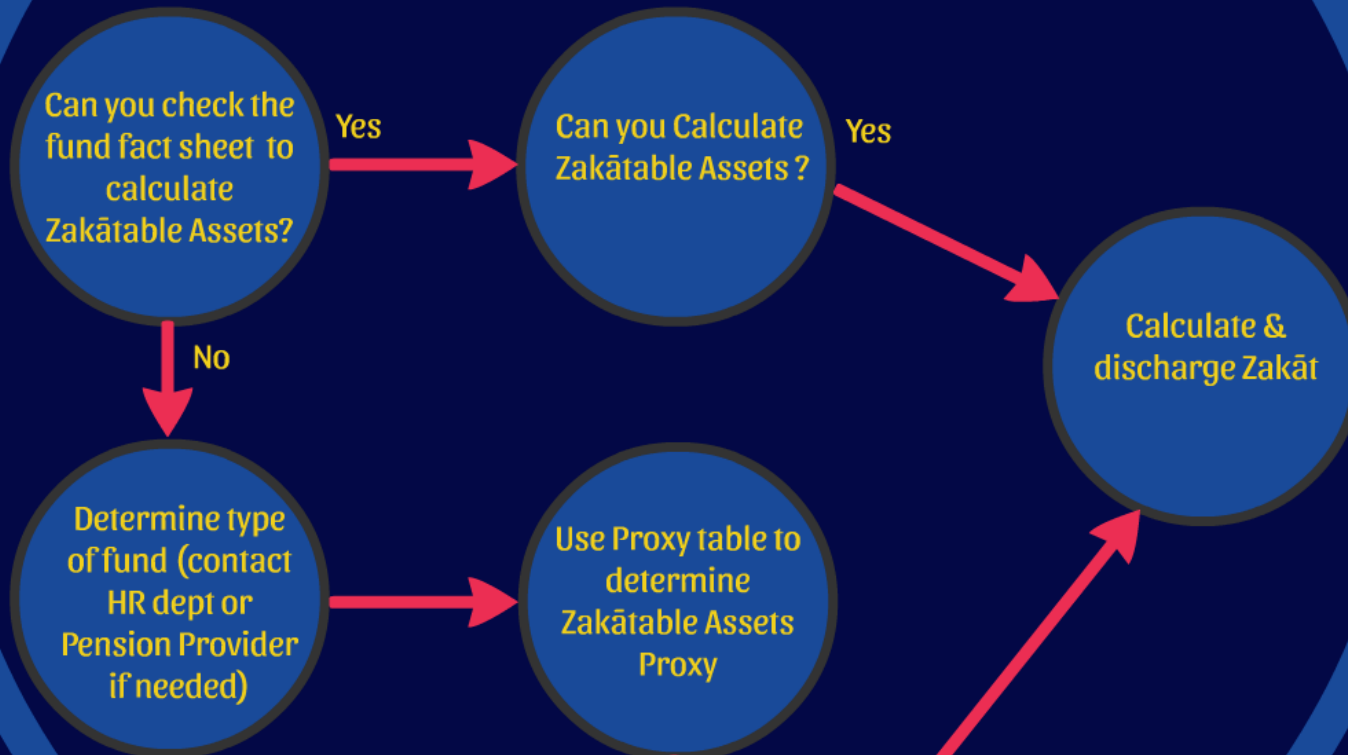 Can you check the
fund fact sheet to
calculate
Zakātable Assets?
Yes
Can you Calculate
Zakātable Assets ?
Yes
Calculate &
discharge Zakāt
No
Determine type
of fund (contact
HR dept or
Pension Provider
if needed)
Use Proxy table to
determine
Zakātable Assets
Proxy